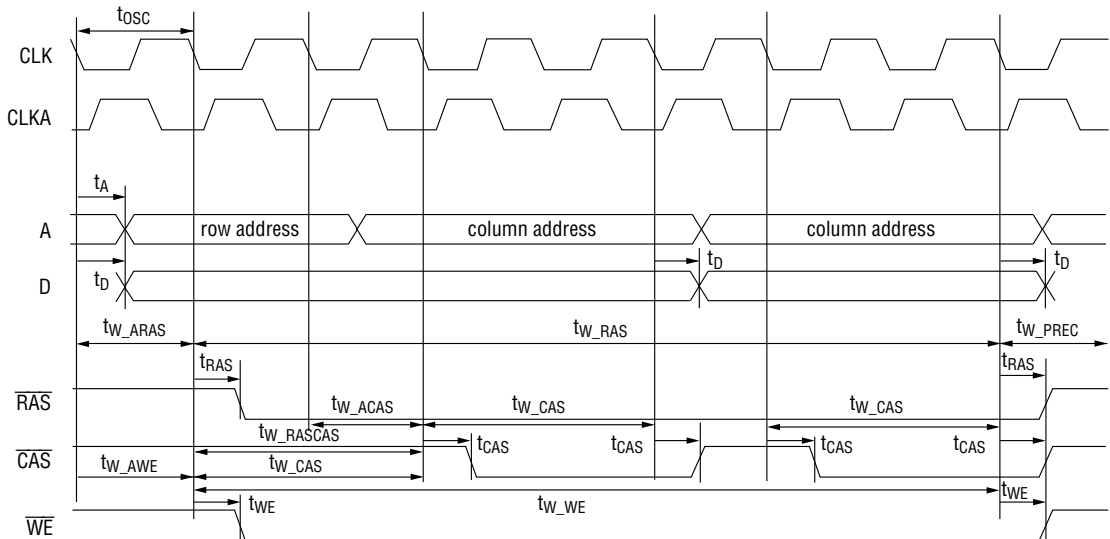 tOSC
CLK
CLKA
tA
A
row address
column address
column address
tD
tD
tD
D
tW_ARAS
tW_RAS
tW_PREC
tRAS
tRAS
RAS
tW_ACAS
tW_CAS
tW_CAS
tW_RASCAS
tCAS
tCAS
tCAS
tCAS
CAS
tW_AWE
tW_CAS
tWE
tW_WE
tWE
WE